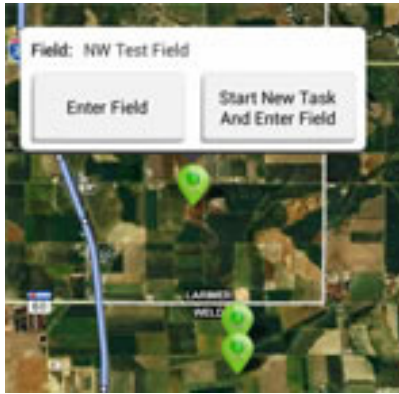 Field: NW Test Field
Enter Field
Start New Task
And Enter Field
LARIMER
WELD